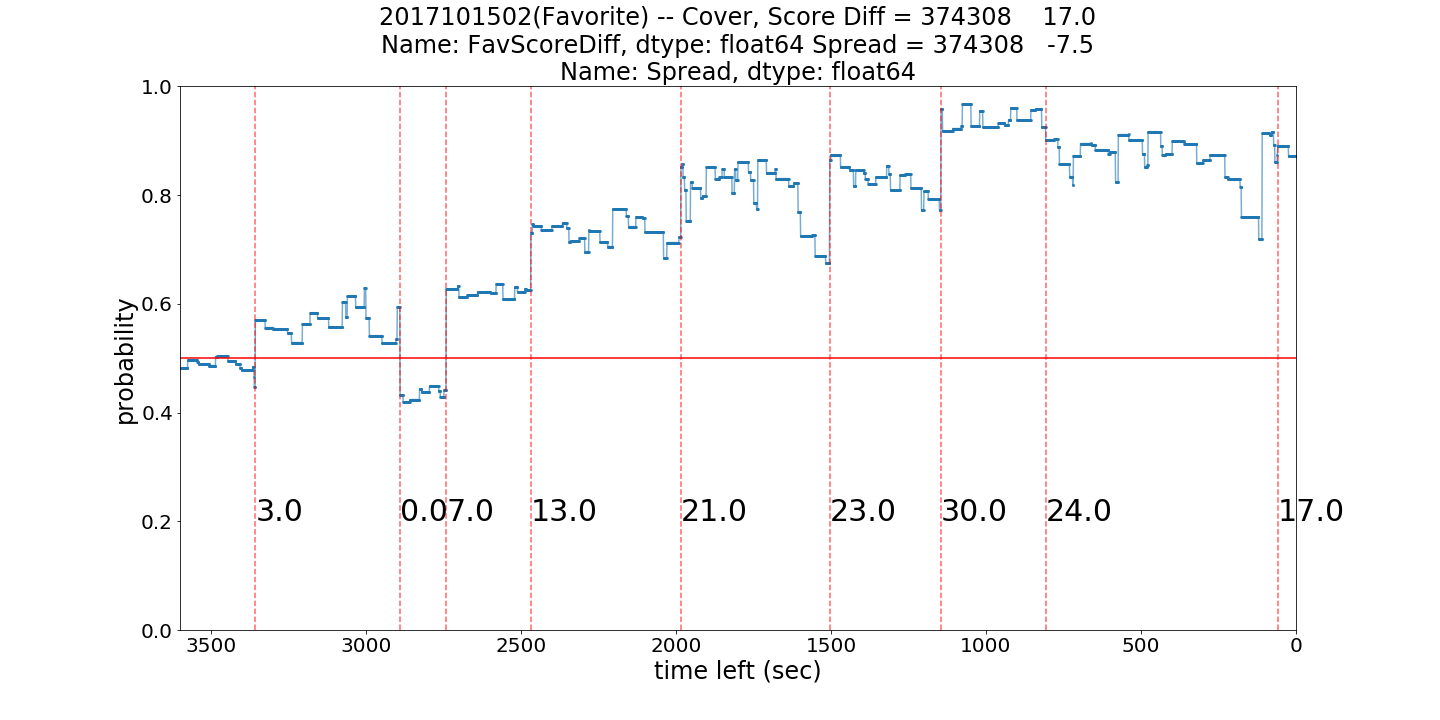 2017101502(Favorite) -- Cover, Score Diff = 374308    17.0
Name: FavScoreDiff, dtype: float64 Spread = 374308   -7.5
Name: Spread, dtype: float64
1.0
0.8
0.6
0.4
0.2
0.0
probability
3.0 0.0 7.0 13.0 21.0 23.0 30.0 24.0 17.0
3500 3000 2500 2000 1500 1000 500 0
time left (sec)